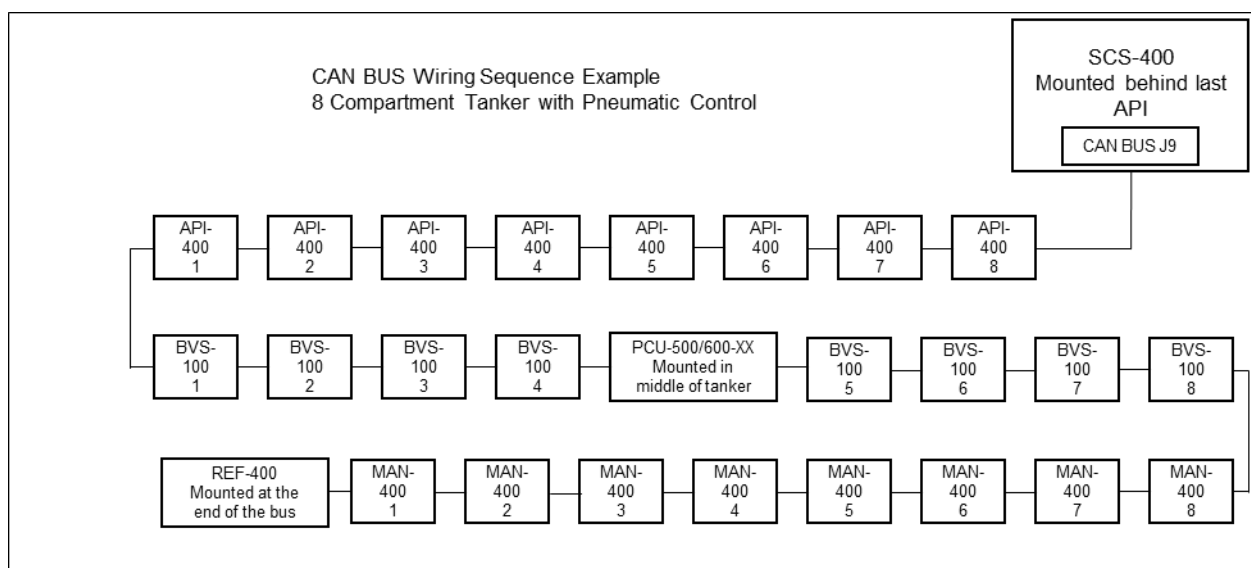 CAN BUS Wiring Sequence Example
8 Compartment Tanker with Pneumatic Control
SCS-400
Mounted behind last
API
CAN BUS J9
API-
400
1
API-
400
2
API-
400
3
API-
400
4
API-
400
5
API-
400
6
API-
400
7
API-
400
8
BVS-
100
1
BVS-
100
2
BVS-
100
3
BVS-
100
4
PCU-500/600-XX
Mounted in
middle of tanker
BVS-
100
5
BVS-
100
6
BVS-
100
7
BVS-
100
8
REF-400
Mounted at the
end of the bus
MAN-
400
1
MAN-
400
2
MAN-
400
3
MAN-
400
4
MAN-
400
5
MAN-
400
6
MAN-
400
7
MAN-
400
8